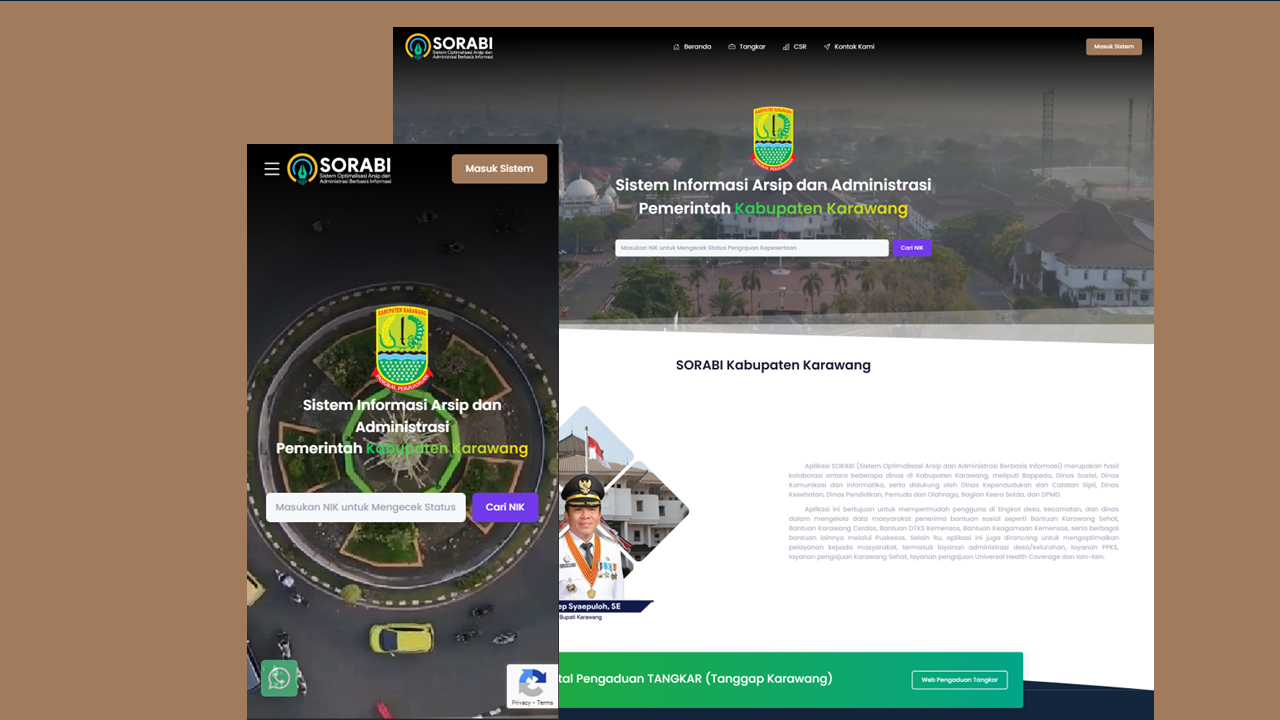 SORABI
Sistem Optimalisasi Arsip dan
Administrasi Berbasis Informasi
Beranda
Tangkar
CSR
Kontak Kami
Masuk Sistem
KABUPATEN KARAWANG
PANGKAL PERJUANGAN
Sistem Informasi Arsip dan Administrasi
Pemerintah Kabupaten Karawang
Masukan NIK untuk Mengecek Status Pengajuan Kepesertaan
Cari NIK
SORABI Kabupaten Karawang
Aplikasi SORABI (Sistem Optimalisasi Arsip dan Administrasi Berbasis Informasi) merupakan hasil
kolaborasi antara beberapa dinas di Kabupaten Karawang, meliputi Bappeda, Dinas Sosial, Dinas
Komunikasi dan Informatika, serta didukung oleh Dinas Kependudukan dan Catatan Sipil, Dinas
Kesehatan, Dinas Pendidikan, Pemuda dan Olahraga, Bagian Kesra Setda, dan DPMD.
Aplikasi ini bertujuan untuk mempermudah pengguna di tingkat desa, kecamatan, dan dinas
dalam mengelola data masyarakat penerima bantuan sosial seperti Bantuan Karawang Sehat,
Bantuan Karawang Cerdas, Bantuan DTKS Kemensos, Bantuan Keagamaan Kemensos, serta berbagai
bantuan lainnya melalui Puskesos. Selain itu, aplikasi ini juga dirancang untuk mengoptimalkan
pelayanan kepada masyarakat, termasuk layanan administrasi desa/kelurahan, layanan PPKS,
layanan pengajuan Karawang Sehat, layanan pengajuan Universal Health Coverage dan lain-lain.
ep Syaepuloh, SE
Bupati Karawang
tal Pengaduan TANGKAR (Tanggap Karawang)
Web Pengaduan Tangkar
SORABI
Sistem Optimalisasi Arsip dan
Administrasi Berbasis Informasi
Masuk Sistem
KABUPATEN KARAWANG
PANGKAL PERJUANGAN
Sistem Informasi Arsip dan
Administrasi
Pemerintah Kabupaten Karawang
Masukan NIK untuk Mengecek Status
Cari NIK
Privacy - Terms